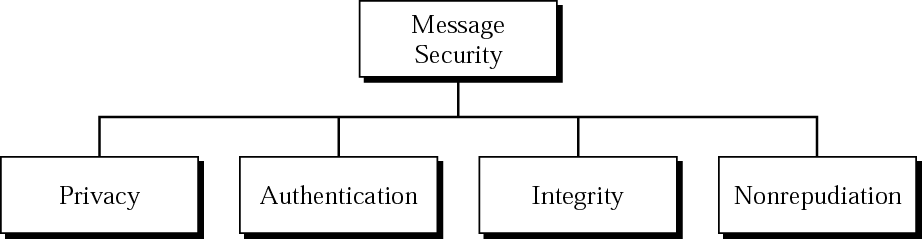 Message
Security
Privacy
Authentication
Integrity
Nonrepudiation